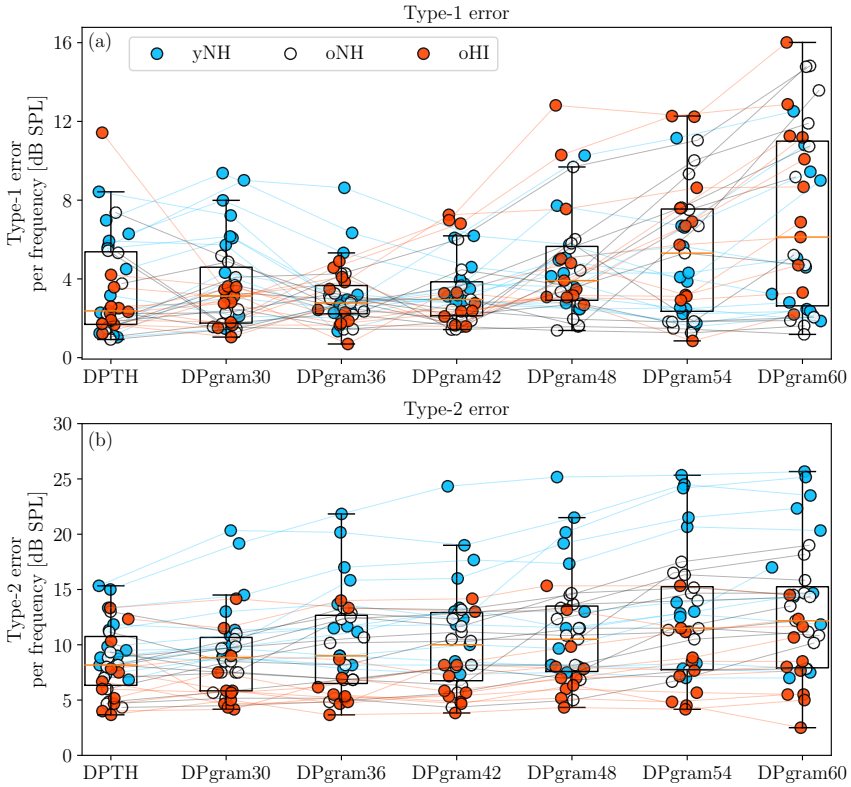 Type-1 error
(a)
yNH oNH oHI
Type-1 error
per frequency [dB SPL]
16
12
8
4
0
DPTH DPgram30 DPgram36 DPgram42 DPgram48 DPgram54 DPgram60
Type-2 error
(b)
Type-2 error
per frequency [dB SPL]
30
25
20
15
10
5
0
DPTH DPgram30 DPgram36 DPgram42 DPgram48 DPgram54 DPgram60